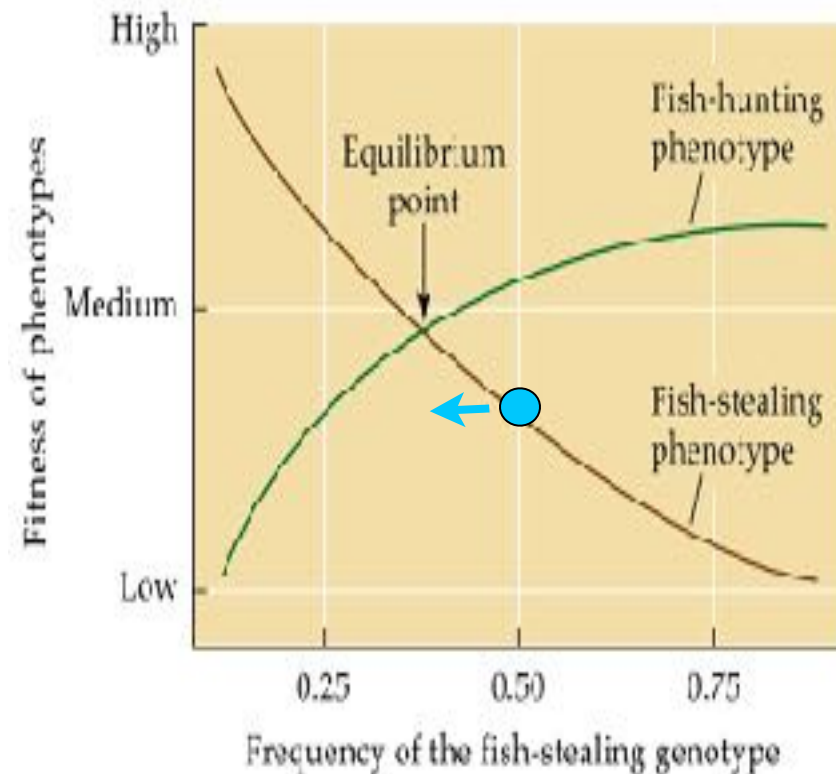 High
Fish-hunting
phenotype
Equilibrium
point
Medium
Fish-stealing
phenotype
Low
Fitness of phenotypes
0.25 0.50 0.75
Frequency of the fish-stealing genotype